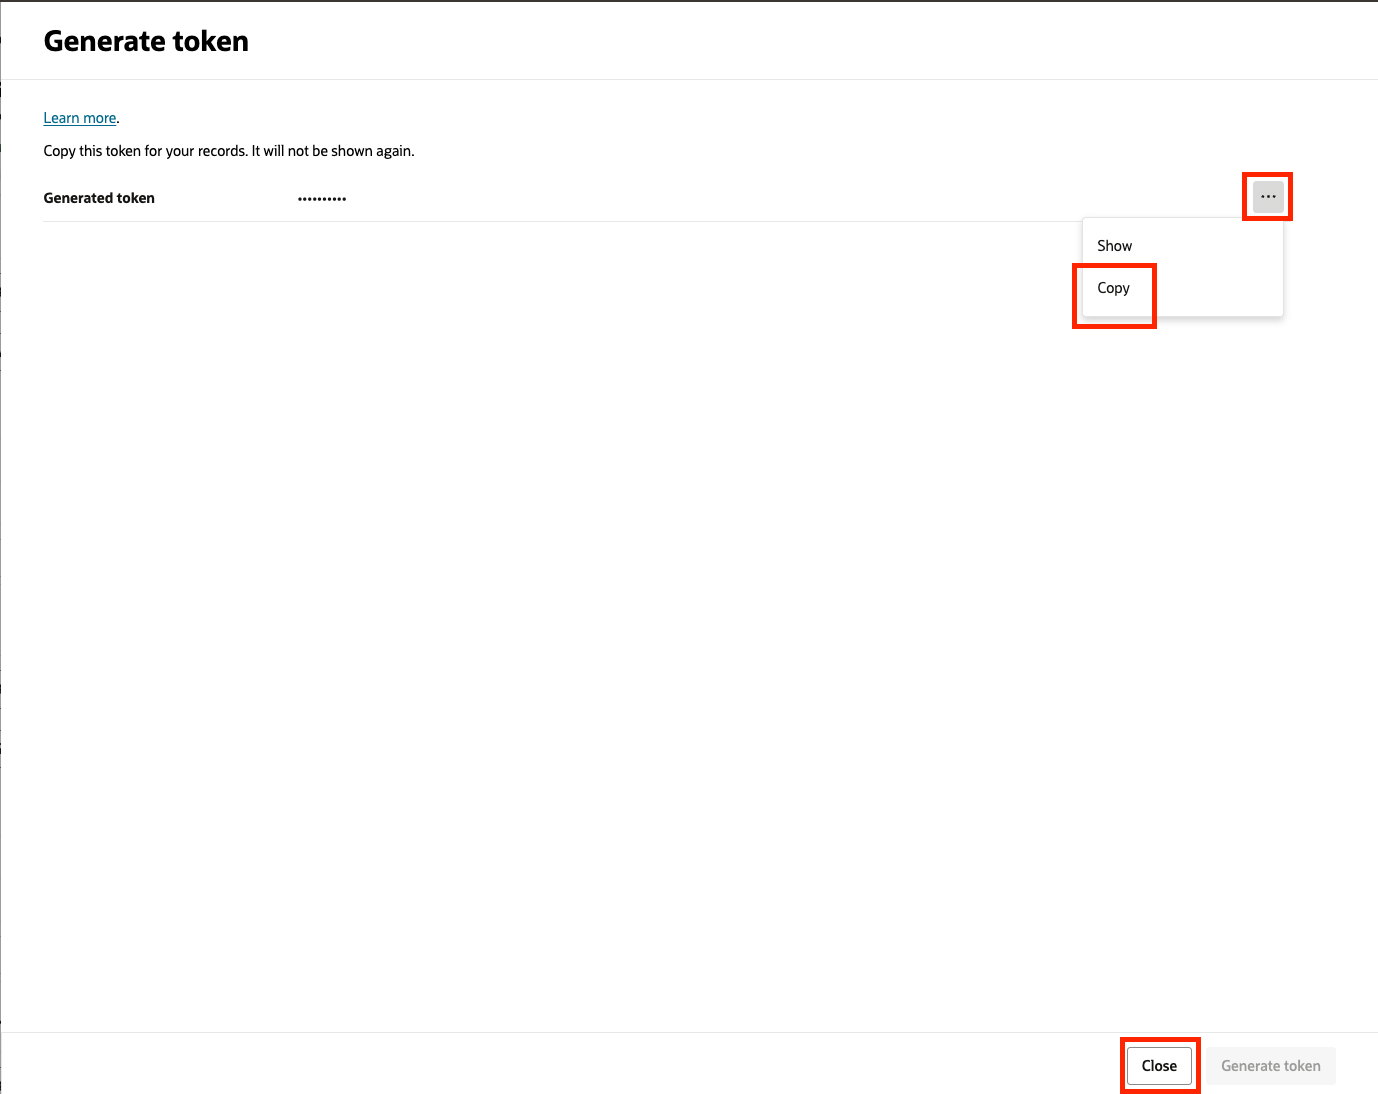 Generate token
Learn more.
Copy this token for your records. It will not be shown again.
Generated token ••••••••••
Show
Copy
Close Generate token